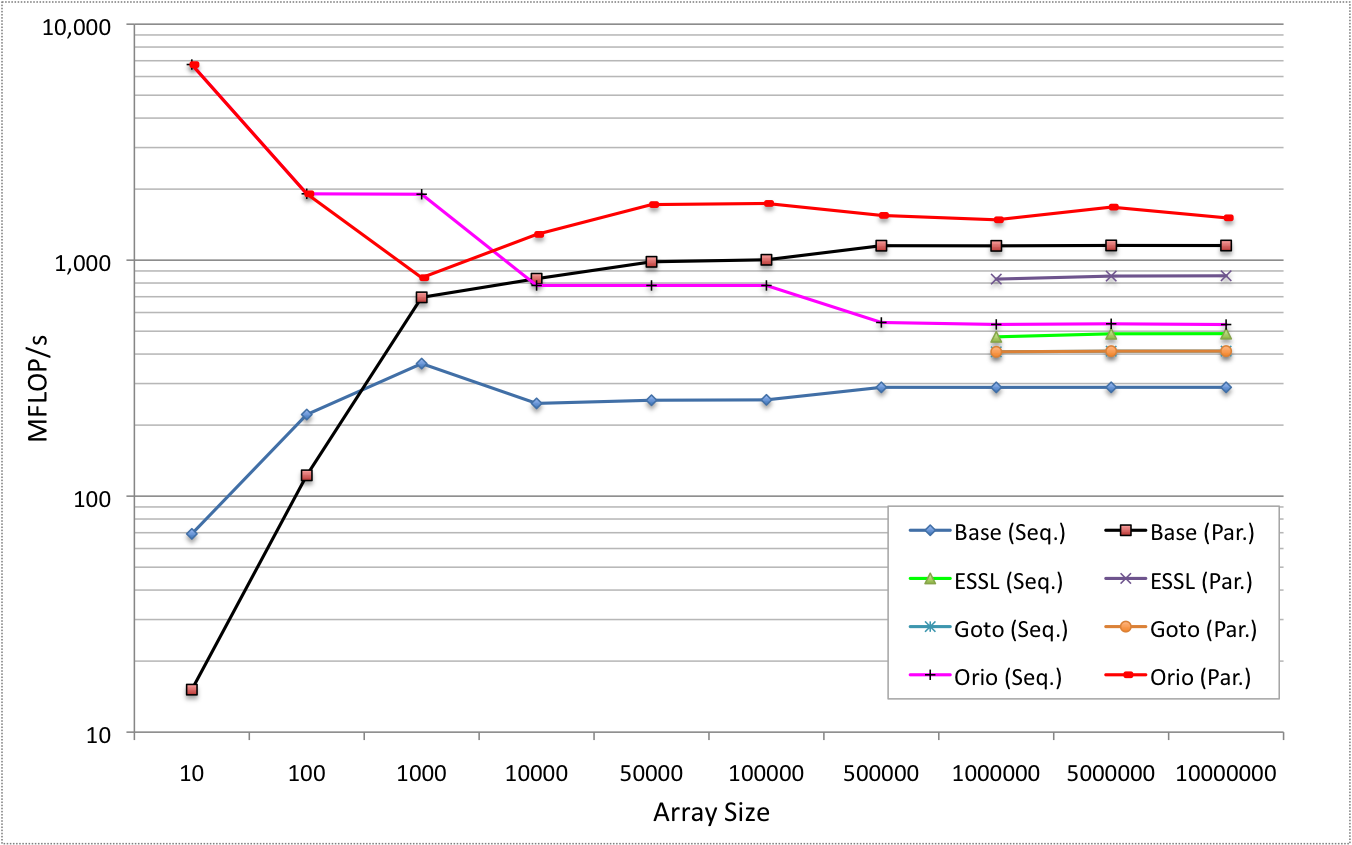 10,000
1,000
100
10
MFLOP/s
Base (Seq.) Base (Par.)
ESSL (Seq.) ESSL (Par.)
Goto (Seq.) Goto (Par.)
Orio (Seq.) Orio (Par.)
10 100 1000 10000 50000 100000 500000 1000000 5000000 10000000
Array Size